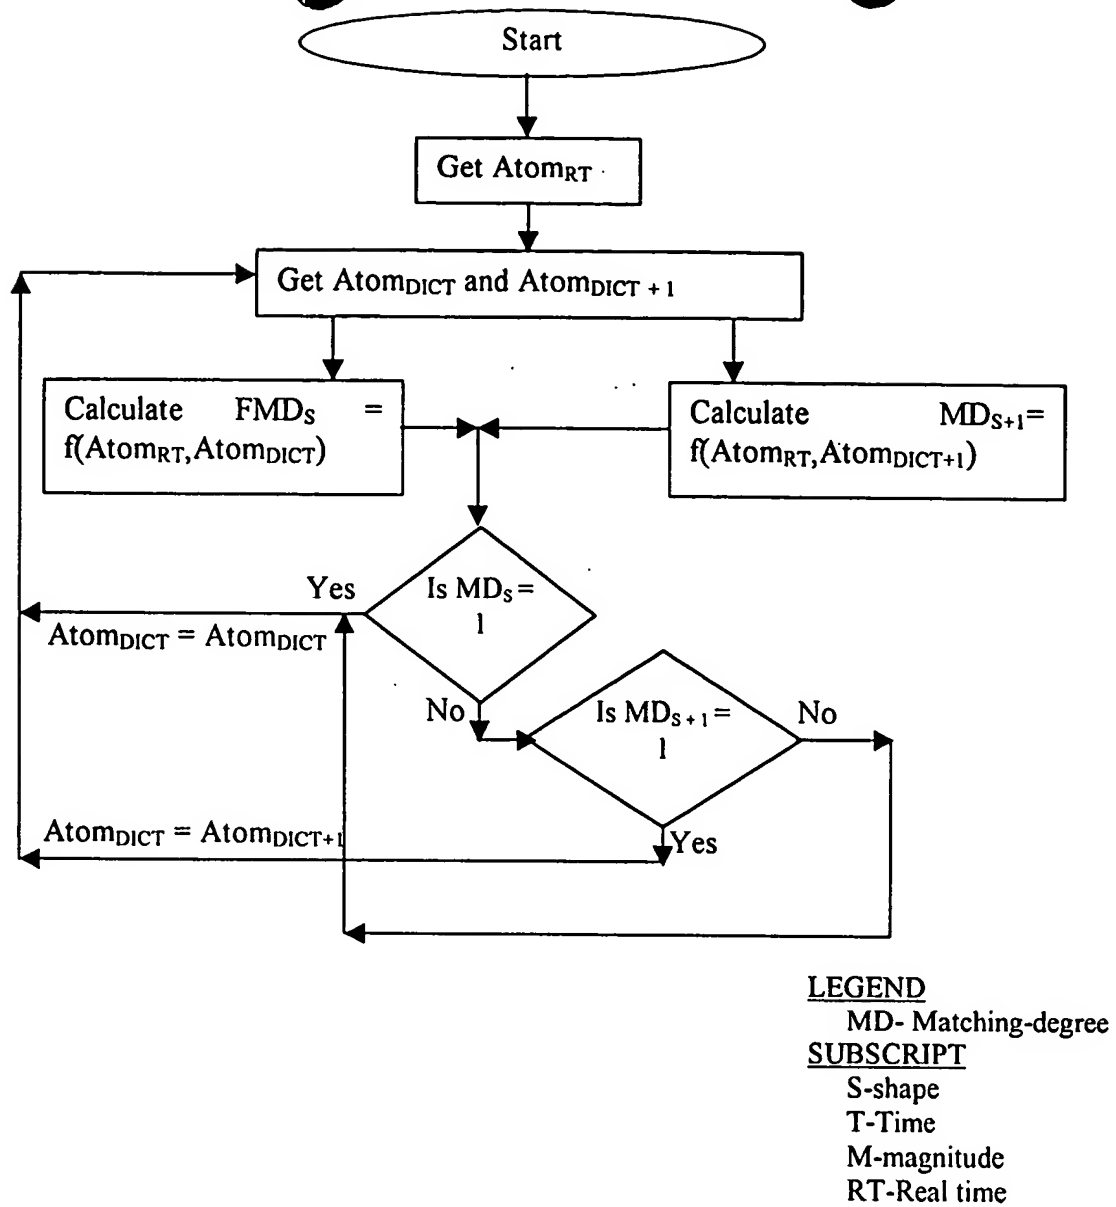 Start
Get AtomRT
Get AtomDICT and AtomDICT + 1
Calculate FMDS =
f(AtomRT,AtomDICT)
Calculate MDS+1=
f(AtomRT,AtomDICT+1)
Yes
Is MDS =
1
AtomDICT = AtomDICT
No
Is MDS + 1 =
1
No
AtomDICT = AtomDICT+1
Yes
LEGEND
MD- Matching-degree
SUBSCRIPT
S-shape
T-Time
M-magnitude
RT-Real time